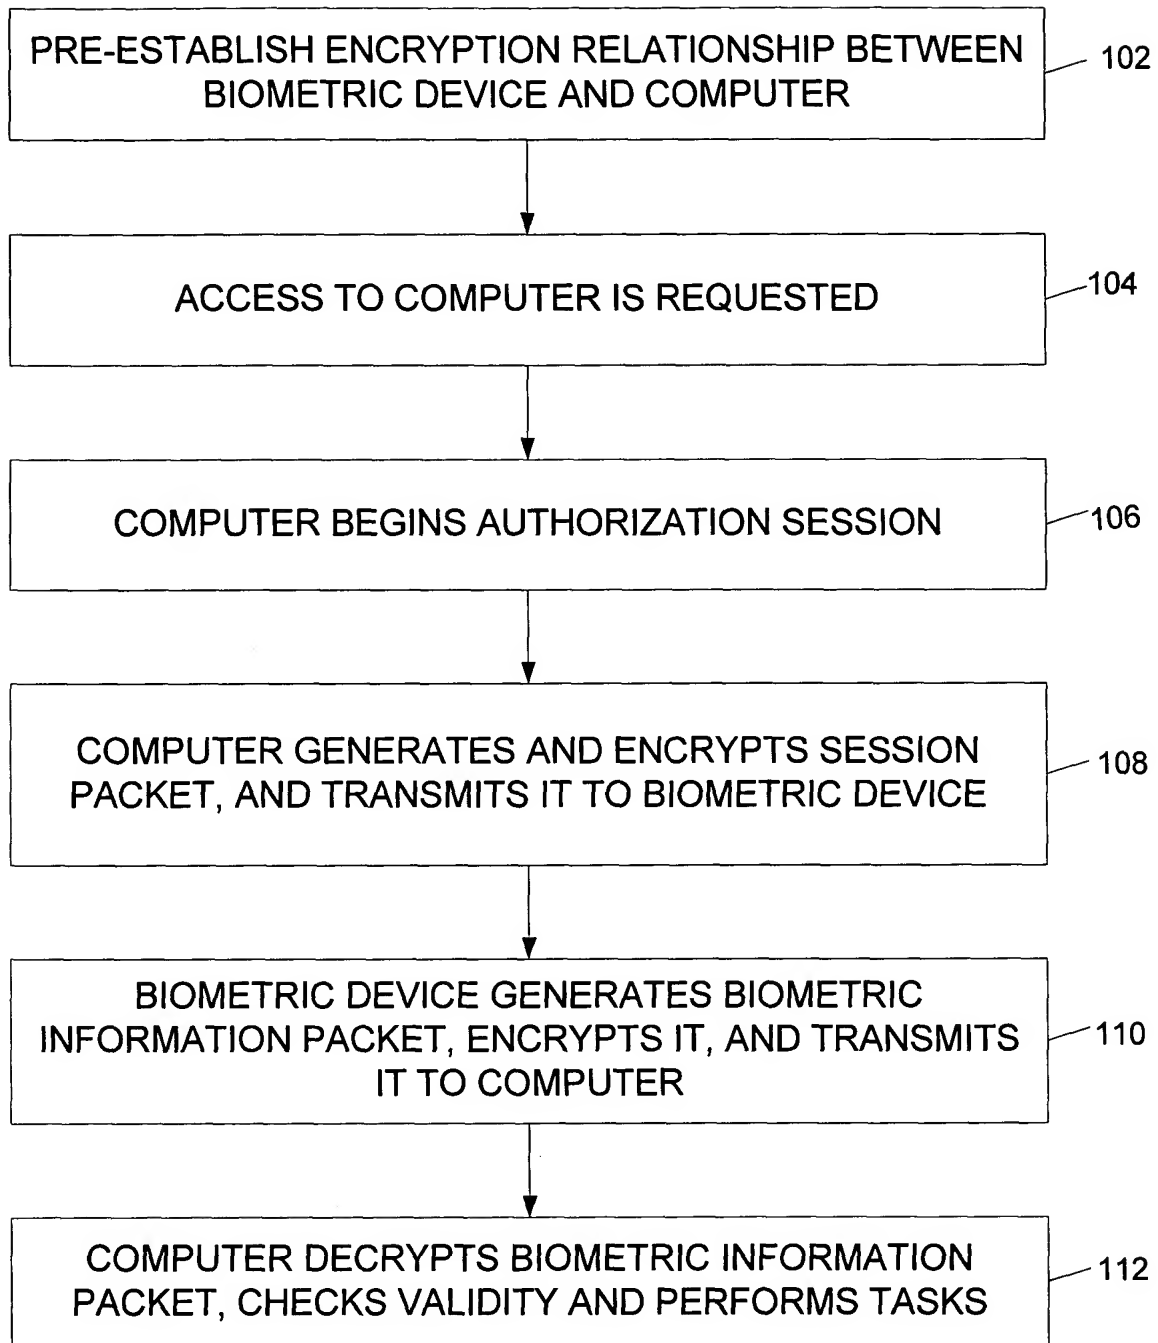 PRE-ESTABLISH ENCRYPTION RELATIONSHIP BETWEEN
BIOMETRIC DEVICE AND COMPUTER
102
ACCESS TO COMPUTER IS REQUESTED
104
COMPUTER BEGINS AUTHORIZATION SESSION
106
COMPUTER GENERATES AND ENCRYPTS SESSION
PACKET, AND TRANSMITS IT TO BIOMETRIC DEVICE
108
BIOMETRIC DEVICE GENERATES BIOMETRIC
INFORMATION PACKET, ENCRYPTS IT, AND TRANSMITS
IT TO COMPUTER
110
COMPUTER DECRYPTS BIOMETRIC INFORMATION
PACKET, CHECKS VALIDITY AND PERFORMS TASKS
112